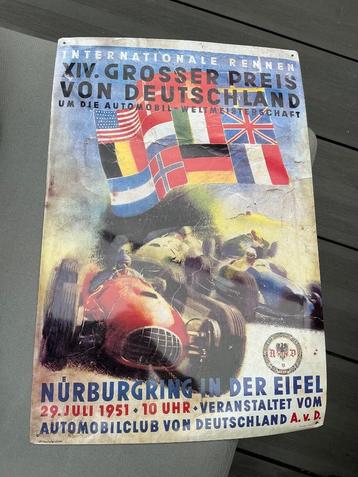 INTERNATIONALE RENNEN
XIV. GROSSER PREIS
VON DEUTSCHLAND
UM DIE AUTOMOBIL-WELTMEISTERSCHAFT
NÜRBURGRING IN DER EIFEL
29. JULI 1951 • 10 UHR • VERANSTALTET VOM
AUTOMOBILCLUB VON DEUTSCHLAND A.v.D.